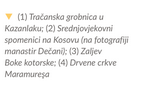 (1) Tračanska grobnica u
Kazanlaku; (2) Srednjovjekovni
spomenici na Kosovu (na fotografiji
manastir Dečani); (3) Zaljev
Boke kotorske; (4) Drvene crkve
Maramureşa